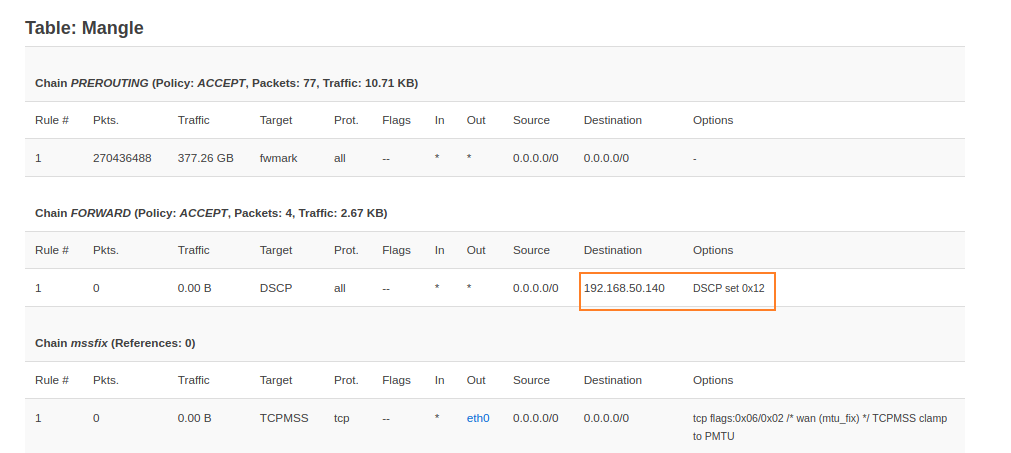 Table: Mangle
Chain PREROUTING (Policy: ACCEPT, Packets: 77, Traffic: 10.71 KB)
Rule # Pkts. Traffic Target Prot. Flags In Out Source Destination Options
1 270436488 377.26 GB fwmark all -- * * 0.0.0.0/0 0.0.0.0/0 -
Chain FORWARD (Policy: ACCEPT, Packets: 4, Traffic: 2.67 KB)
Rule # Pkts. Traffic Target Prot. Flags In Out Source Destination Options
1 0 0.00 B DSCP all -- * * 0.0.0.0/0 192.168.50.140 DSCP set 0x12
Chain mssfix (References: 0)
Rule # Pkts. Traffic Target Prot. Flags In Out Source Destination Options
1 0 0.00 B TCPMSS tcp -- * eth0 0.0.0.0/0 0.0.0.0/0 tcp flags:0x06/0x02 /* wan (mtu_fix) */ TCPMSS clamp
to PMTU